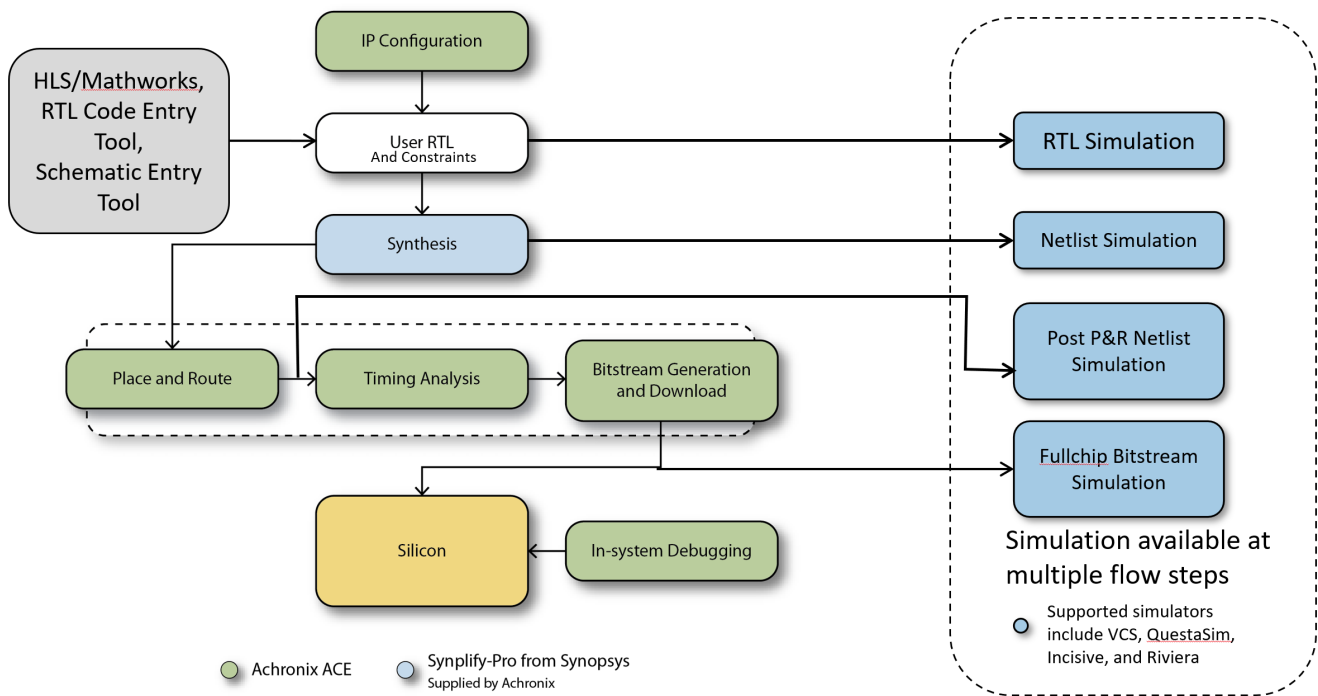 IP Configuration
HLS/Mathworks,
RTL Code Entry
Tool,
Schematic Entry
Tool
User RTL
And Constraints
RTL Simulation
Synthesis
Netlist Simulation
Place and Route
Timing Analysis
Bitstream Generation
and Download
Post P&R Netlist
Simulation
Fullchip Bitstream
Simulation
Silicon
In-system Debugging
Simulation available at
multiple flow steps
Supported simulators
include VCS, QuestaSim,
Incisive, and Riviera
Achronix ACE
Synplify-Pro from Synopsys
Supplied by Achronix